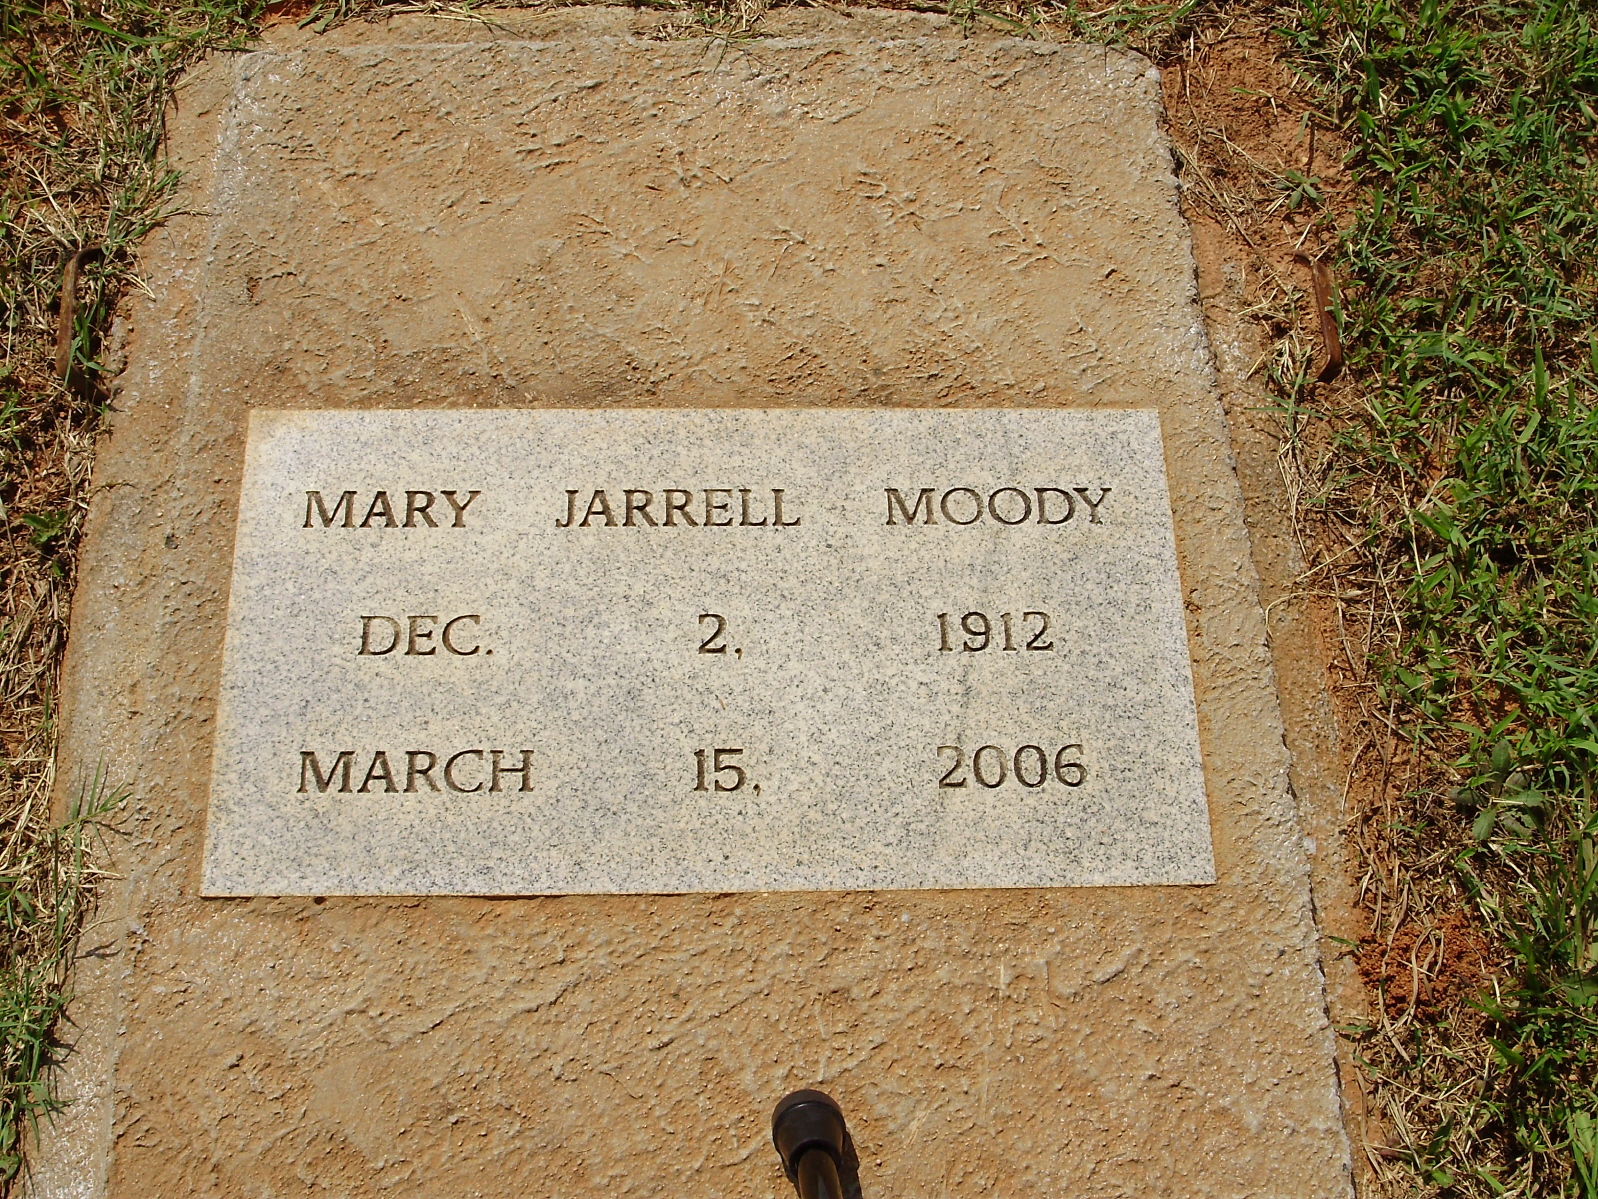 MARY JARRELL MOODY
DEC. 2, 1912
MARCH 15, 2006